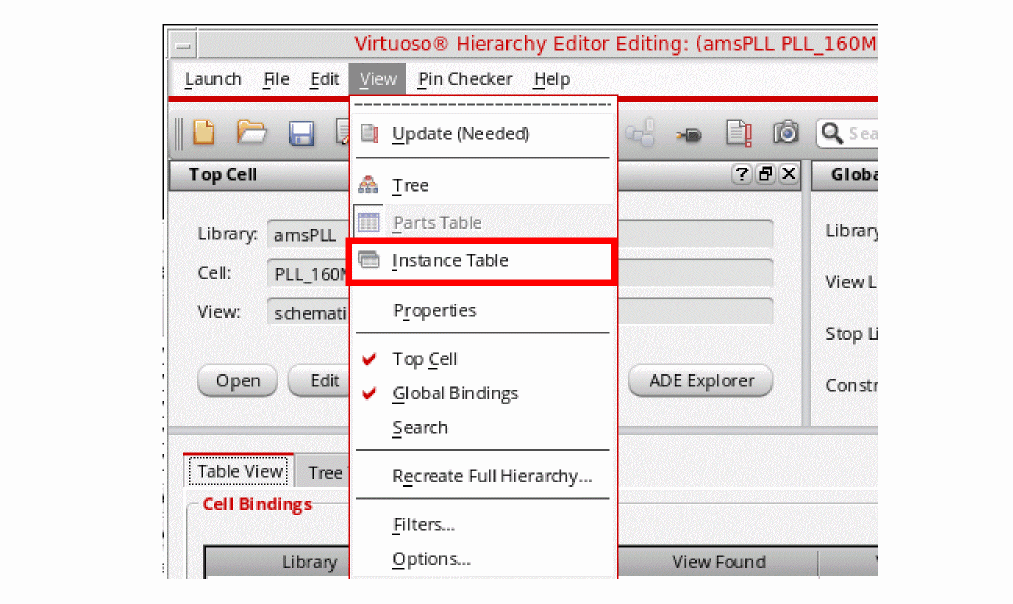 Virtuoso® Hierarchy Editor Editing: (amsPLL PLL_160M
Launch File Edit View Pin Checker Help
Update (Needed)
Sea
Top Cell
Globa
Tree
Parts Table
Library: amsPLL
Library
Instance Table
Cell: PLL_160M
View L
Properties
View: schemati
Stop Li
Top Cell
Open Edit ADE Explorer
Constr
Global Bindings
Search
Table View Tree
Recreate Full Hierarchy...
Cell Bindings
Filters...
Library View Found
Options...